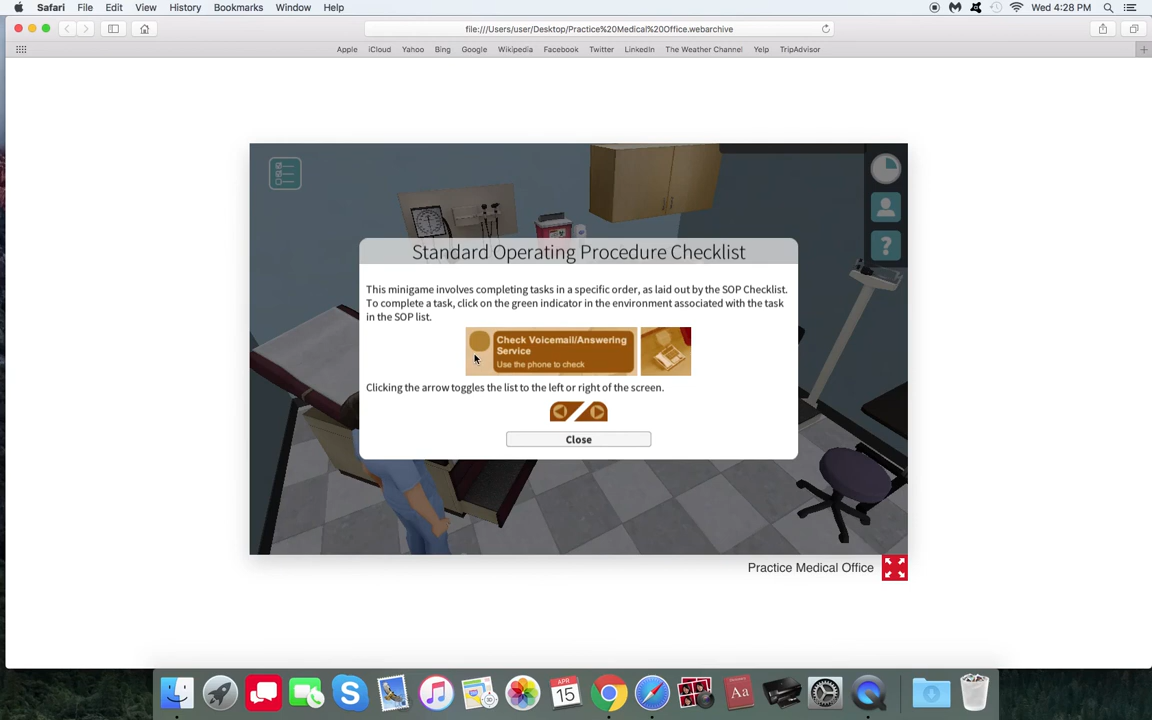 Safari File Edit View History Bookmarks Window Help Wed 4:28 PM
file:///Users/user/Desktop/Practice%20Medical%20Office.webarchive
Apple iCloud Yahoo Bing Google Wikipedia Facebook Twitter LinkedIn The Weather Channel Yelp TripAdvisor
?
Standard Operating Procedure Checklist
This minigame involves completing tasks in a specific order, as laid out by the SOP Checklist.
To complete a task, click on the green indicator in the environment associated with the task
in the SOP list.
Check Voicemail/Answering
Service
Use the phone to check
Clicking the arrow toggles the list to the left or right of the screen.
Close
Practice Medical Office
APR
15
Aa